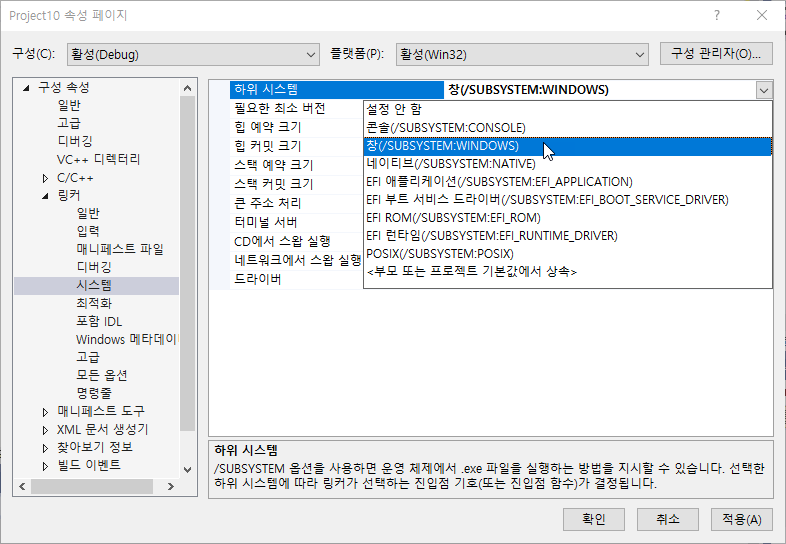 Project10 속성 페이지
?
구성(C):
활성(Debug)
플랫폼(P):
활성(Win32)
구성 관리자(O)...
구성 속성
일반
고급
디버깅
VC++ 디렉터리
C/C++
링커
일반
입력
매니페스트 파일
디버깅
시스템
최적화
포함 IDL
Windows 메타데이
고급
모든 옵션
명령줄
매니페스트 도구
XML 문서 생성기
찾아보기 정보
빌드 이벤트
하위 시스템
창(/SUBSYSTEM:WINDOWS)
필요한 최소 버전
힙 예약 크기
힙 커밋 크기
스택 예약 크기
스택 커밋 크기
큰 주소 처리
터미널 서버
CD에서 스왑 실행
네트워크에서 스왑 실행
드라이버
설정 안 함
콘솔(/SUBSYSTEM:CONSOLE)
창(/SUBSYSTEM:WINDOWS)
네이티브(/SUBSYSTEM:NATIVE)
EFI 애플리케이션(/SUBSYSTEM:EFI_APPLICATION)
EFI 부트 서비스 드라이버(/SUBSYSTEM:EFI_BOOT_SERVICE_DRIVER)
EFI ROM(/SUBSYSTEM:EFI_ROM)
EFI 런타임(/SUBSYSTEM:EFI_RUNTIME_DRIVER)
POSIX(/SUBSYSTEM:POSIX)
<부모 또는 프로젝트 기본값에서 상속>
하위 시스템
/SUBSYSTEM 옵션을 사용하면 운영 체제에서 .exe 파일을 실행하는 방법을 지시할 수 있습니다. 선택한
하위 시스템에 따라 링커가 선택하는 진입점 기호(또는 진입점 함수)가 결정됩니다.
확인
취소
적용(A)